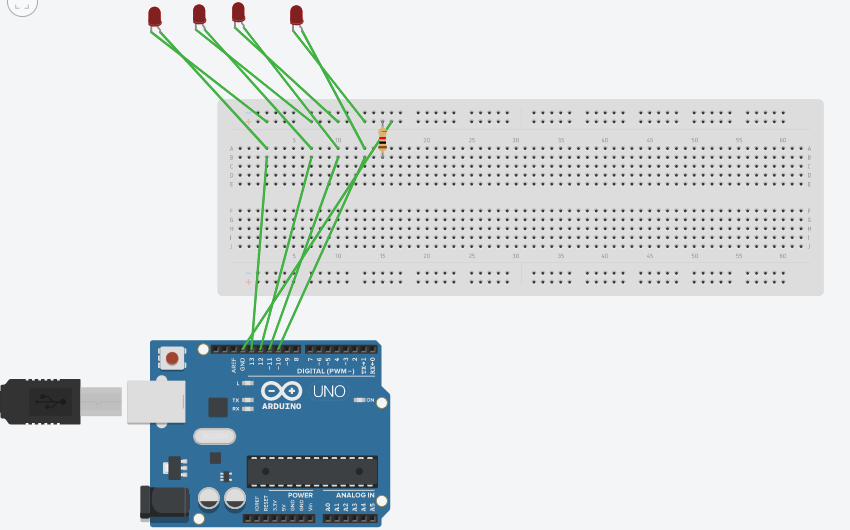 - -
+ +
5 10 20 25 30 35 40 45 50 55 60
A A
B B
C C
D D
E E
F F
G G
H H
I I
J J
5 10 15 20 25 30 35 40 45 50 55 60
-
+
AREF
GND
13
12
~11
~10
~9
8
7
~6
~5
4
~3
2
TX→1
RX←0
DIGITAL (PWM~)
L
TX
RX
ARDUINO
UNO
ON
POWER
ANALOG IN
IOREF
RESET
3.3V
5V
GND
GND
Vin
A0
A1
A2
A3
A4
A5